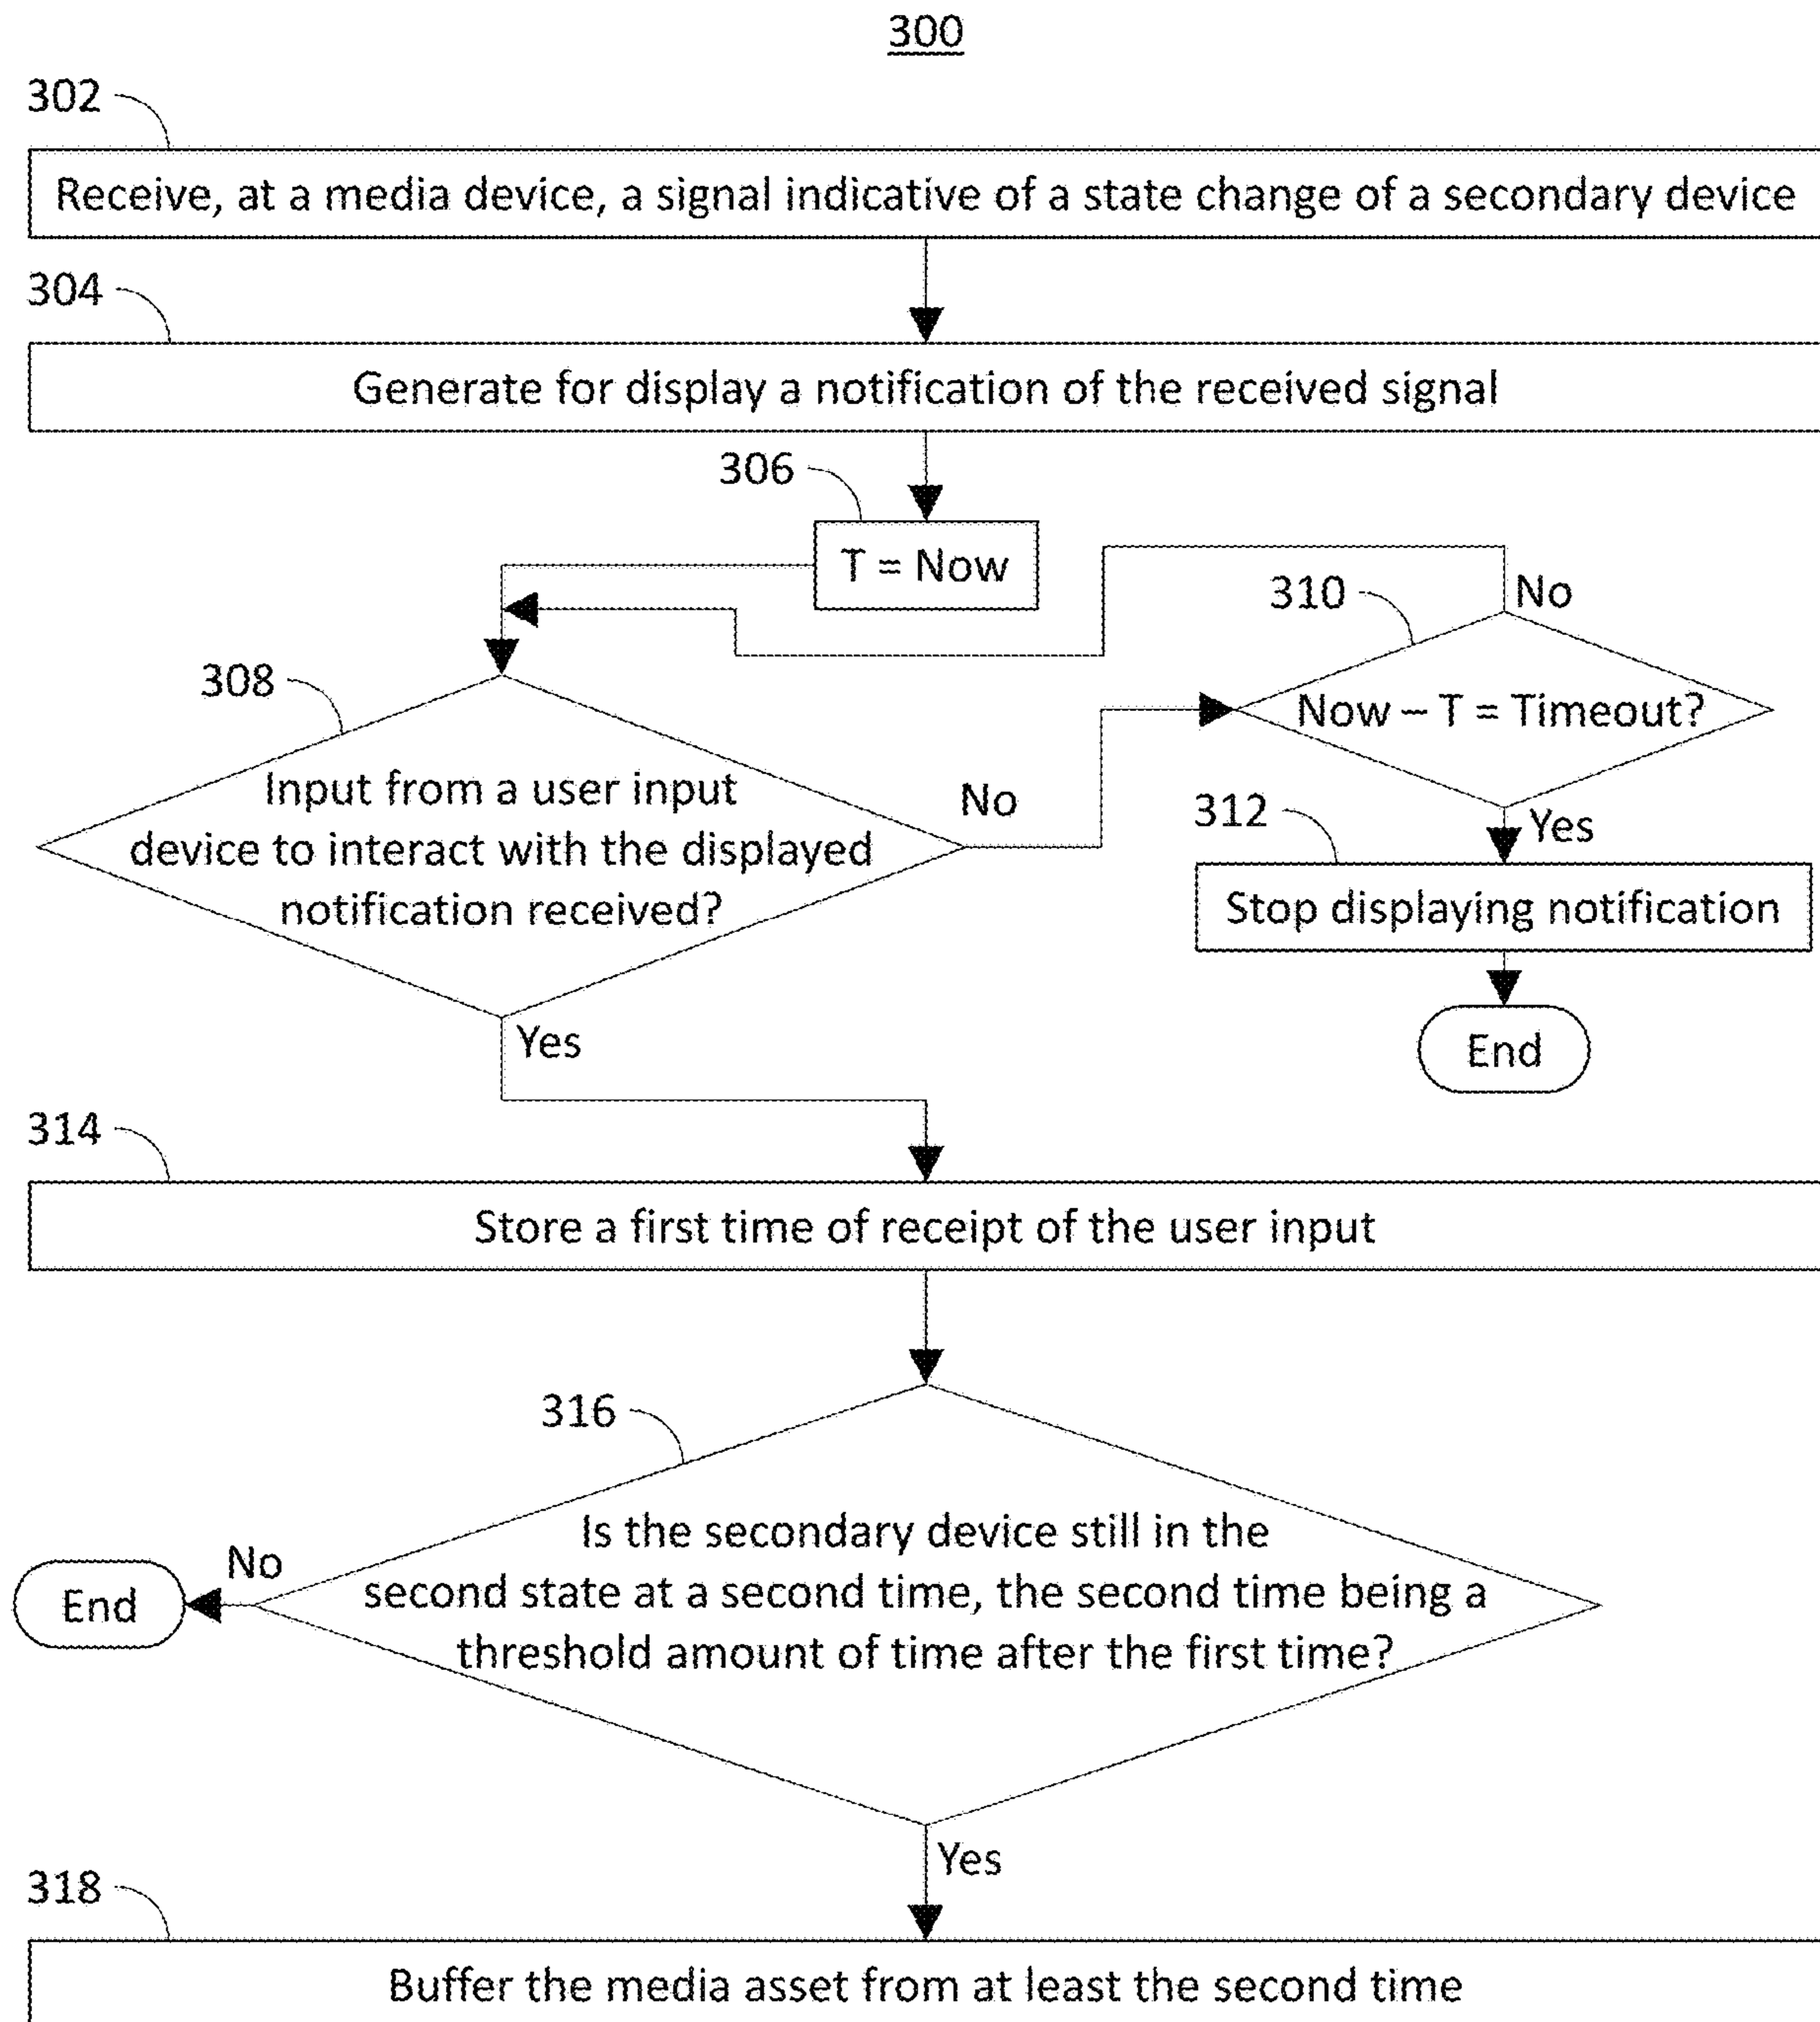 300
302
Receive, at a media device, a signal indicative of a state change of a secondary device
304
Generate for display a notification of the received signal
306
T = Now
310
No
Now – T = Timeout?
308
Input from a user input
device to interact with the displayed
notification received?
No
Yes
312
Stop displaying notification
End
Yes
314
Store a first time of receipt of the user input
316
Is the secondary device still in the
second state at a second time, the second time being a
threshold amount of time after the first time?
No
End
Yes
318
Buffer the media asset from at least the second time